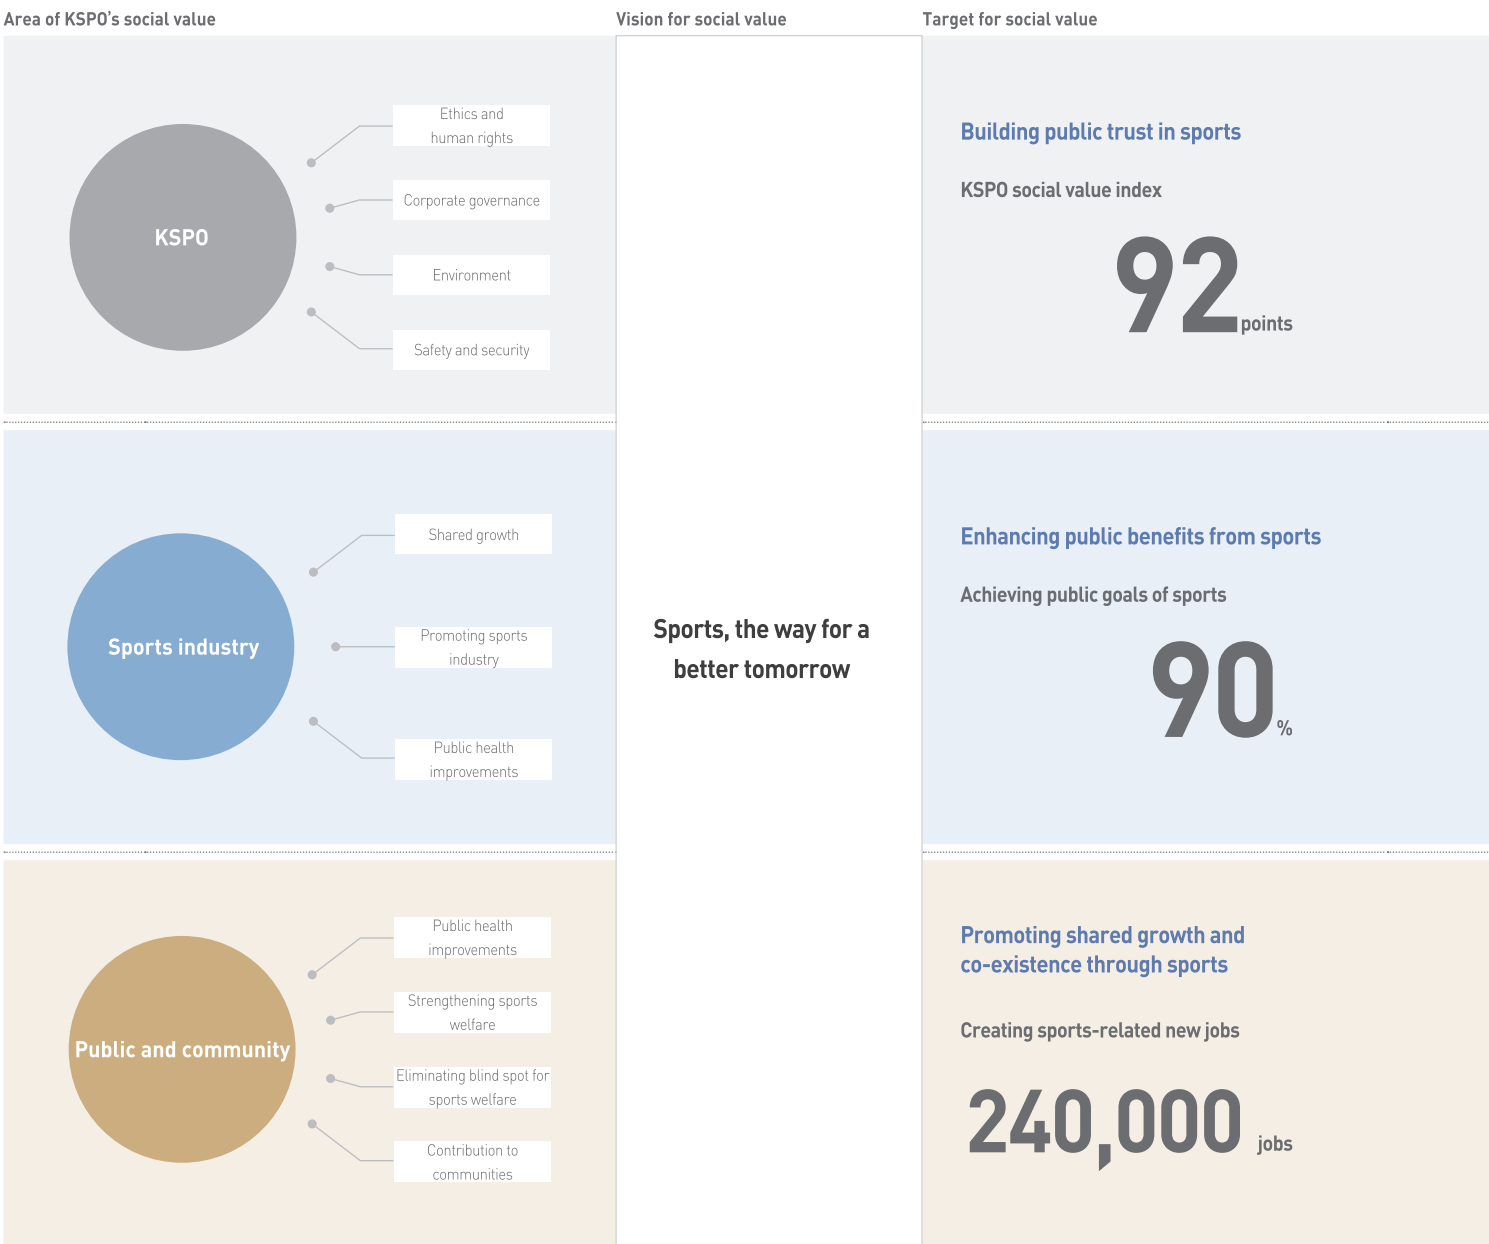 Area of KSPO’s social value
Vision for social value
Target for social value
KSPO
Ethics and
human rights
Corporate governance
Environment
Safety and security
Building public trust in sports
KSPO social value index
92 points
Sports industry
Shared growth
Promoting sports
industry
Public health
improvements
Sports, the way for a
better tomorrow
Enhancing public benefits from sports
Achieving public goals of sports
90 %
Public and community
Public health
improvements
Strengthening sports
welfare
Eliminating blind spot for
sports welfare
Contribution to
communities
Promoting shared growth and
co-existence through sports
Creating sports-related new jobs
240,000 jobs